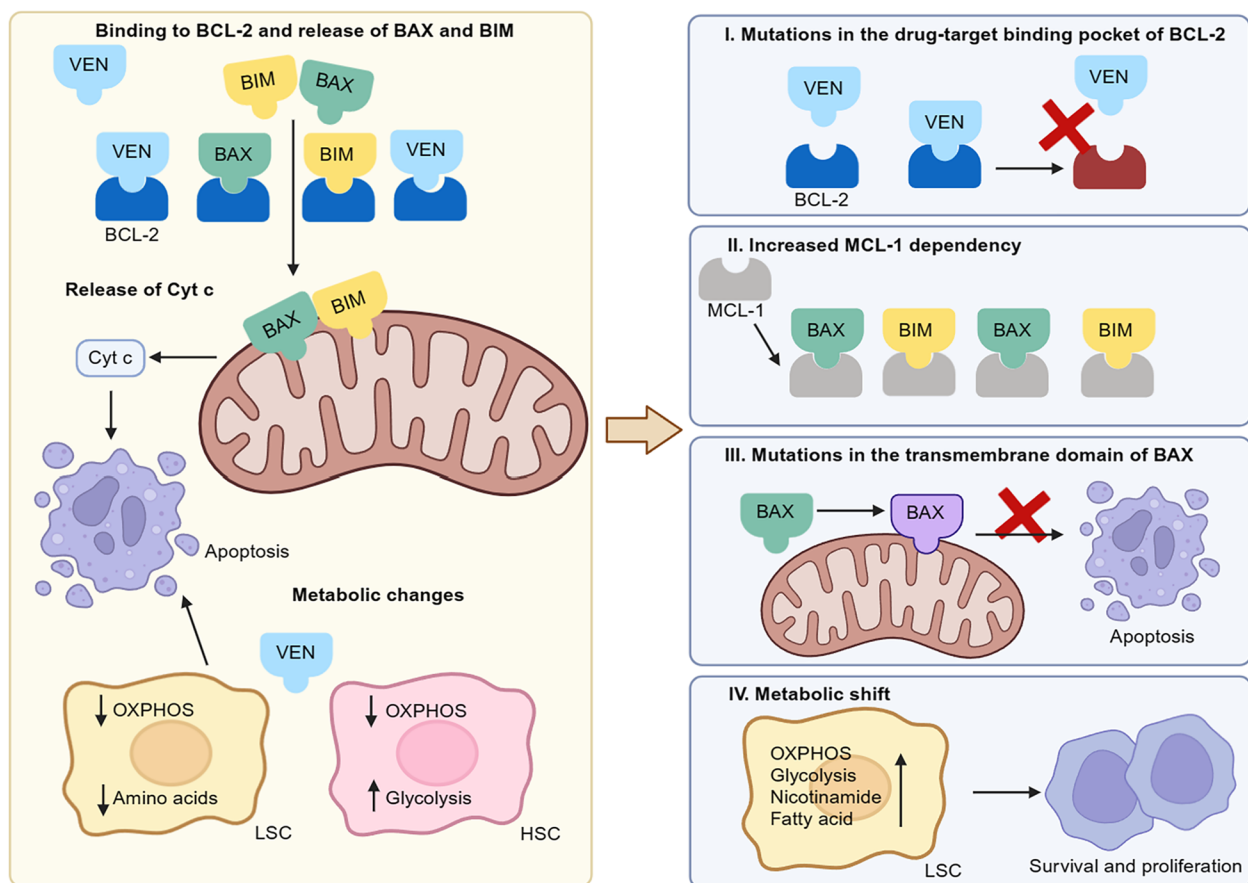 Binding to BCL-2 and release of BAX and BIM
VEN
BIM
BAX
VEN
BAX
BIM
VEN
BCL-2
Release of Cyt c
BAX
BIM
Cyt c
Apoptosis
Metabolic changes
VEN
OXPHOS
Amino acids
LSC
OXPHOS
Glycolysis
HSC
I. Mutations in the drug-target binding pocket of BCL-2
VEN
VEN
VEN
BCL-2
II. Increased MCL-1 dependency
MCL-1
BAX
BIM
BAX
BIM
III. Mutations in the transmembrane domain of BAX
BAX
BAX
Apoptosis
IV. Metabolic shift
OXPHOS
Glycolysis
Nicotinamide
Fatty acid
LSC
Survival and proliferation